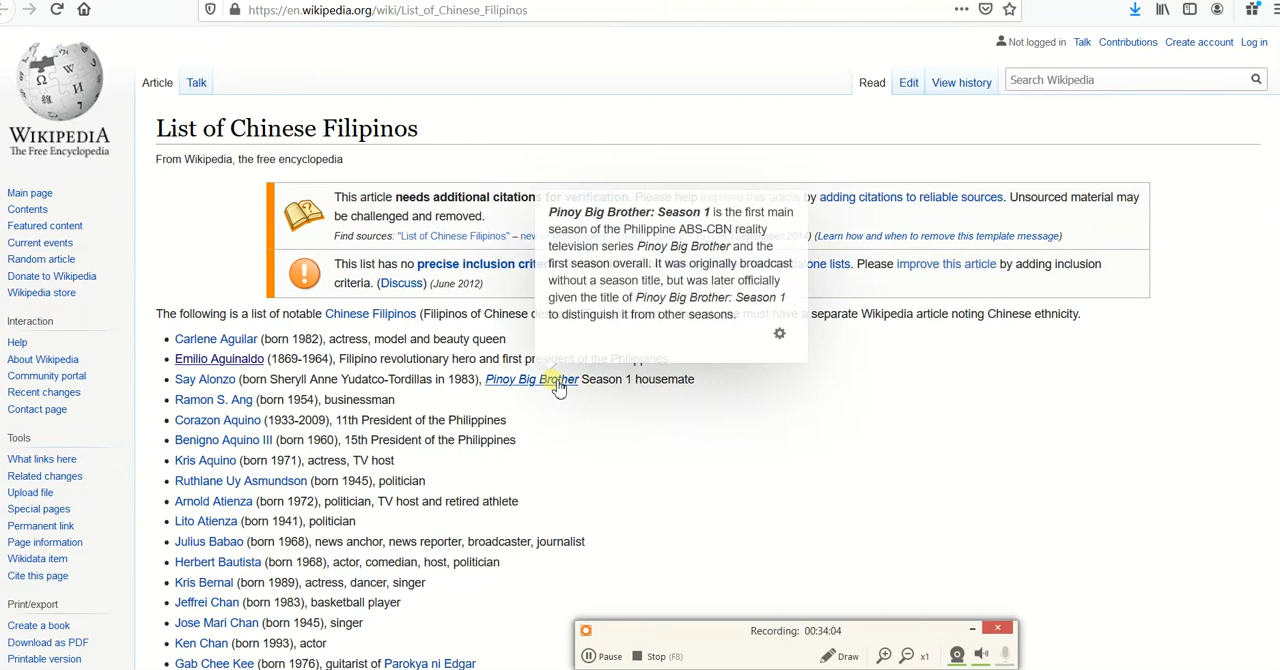 https://en.wikipedia.org/wiki/List_of_Chinese_Filipinos
Not logged in Talk Contributions Create account Log in
Article Talk Read Edit View history Search Wikipedia
WIKIPEDIA
The Free Encyclopedia
Main page
Contents
Featured content
Current events
Random article
Donate to Wikipedia
Wikipedia store
Interaction
Help
About Wikipedia
Community portal
Recent changes
Contact page
Tools
What links here
Related changes
Upload file
Special pages
Permanent link
Page information
Wikidata item
Cite this page
Print/export
Create a book
Download as PDF
Printable version
List of Chinese Filipinos
From Wikipedia, the free encyclopedia
This article needs additional citations for verification. Please help improve this article by adding citations to reliable sources. Unsourced material may
be challenged and removed.
Find sources: "List of Chinese Filipinos" – 2014) (Learn how and when to remove this template message)
This list has no precise inclusion lists. Please improve this article by adding inclusion
criteria. (Discuss) (June 2012)
Pinoy Big Brother: Season 1 is the first main
season of the Philippine ABS-CBN reality
television series Pinoy Big Brother and the
first season overall. It was originally broadcast
without a season title, but was later officially
given the title of Pinoy Big Brother: Season 1
to distinguish it from other seasons.
The following is a list of notable Chinese Filipinos (Filipinos of Chinese must have a separate Wikipedia article noting Chinese ethnicity.
• Carlene Aguilar (born 1982), actress, model and beauty queen
• Emilio Aguinaldo (1869-1964), Filipino revolutionary hero and first president of the Philippines
• Say Alonzo (born Sheryll Anne Yudatco-Tordillas in 1983), Pinoy Big Brother Season 1 housemate
• Ramon S. Ang (born 1954), businessman
• Corazon Aquino (1933-2009), 11th President of the Philippines
• Benigno Aquino III (born 1960), 15th President of the Philippines
• Kris Aquino (born 1971), actress, TV host
• Ruthlane Uy Asmundson (born 1945), politician
• Arnold Atienza (born 1972), politician, TV host and retired athlete
• Lito Atienza (born 1941), politician
• Julius Babao (born 1968), news anchor, news reporter, broadcaster, journalist
• Herbert Bautista (born 1968), actor, comedian, host, politician
• Kris Bernal (born 1989), actress, dancer, singer
• Jeffrei Chan (born 1983), basketball player
• Jose Mari Chan (born 1945), singer
• Ken Chan (born 1993), actor
• Gab Chee Kee (born 1976), guitarist of Parokya ni Edgar
Recording: 00:34:04
Pause Stop (F8) Draw x1